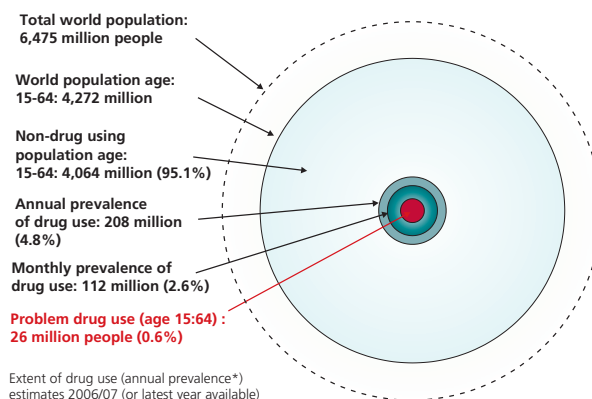 Total world population:
6,475 million people
World population age:
15-64: 4,272 million
Non-drug using
population age:
15-64: 4,064 million (95.1%)
Annual prevalence
of drug use: 208 million
(4.8%)
Monthly prevalence of
drug use: 112 million (2.6%)
Problem drug use (age 15:64) :
26 million people (0.6%)
Extent of drug use (annual prevalence*)
estimates 2006/07 (or latest year available)